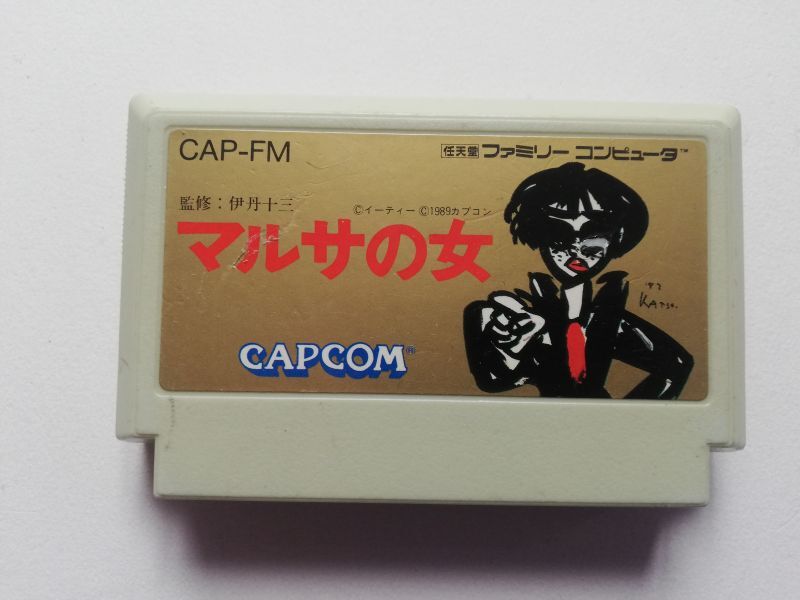 CAP-FM
任天堂 ファミリー コンピュータ™
監修：伊丹十三
©イーティー ©1989カプコン
マルサの女
CAPCOM®
'87
KATSU.